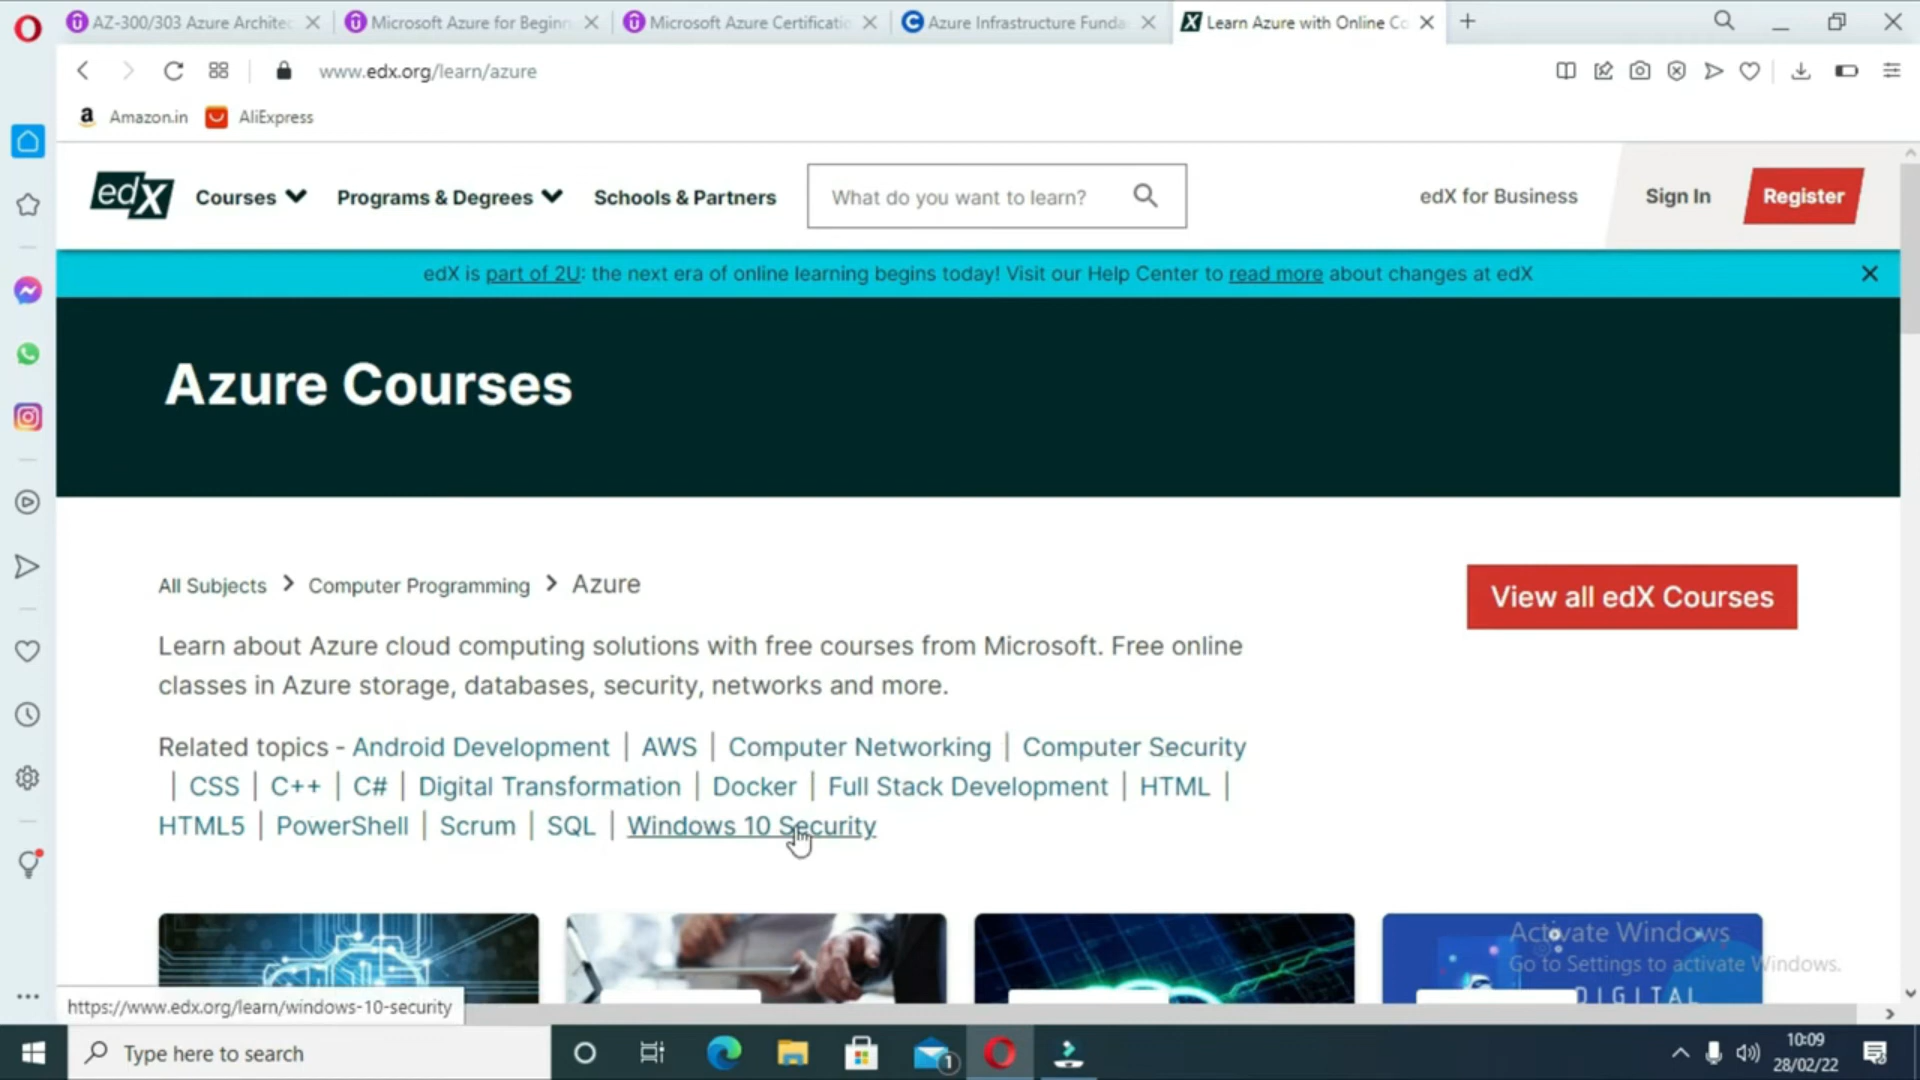 AZ-300/303 Azure Architec
Microsoft Azure for Beginn
Microsoft Azure Certificatio
Azure Infrastructure Funda
Learn Azure with Online Co
www.edx.org/learn/azure
Amazon.in
AliExpress
edX
Courses
Programs & Degrees
Schools & Partners
What do you want to learn?
edX for Business
Sign In
Register
edX is part of 2U: the next era of online learning begins today! Visit our Help Center to read more about changes at edX
Azure Courses
All Subjects > Computer Programming > Azure
View all edX Courses
Learn about Azure cloud computing solutions with free courses from Microsoft. Free online
classes in Azure storage, databases, security, networks and more.
Related topics - Android Development | AWS | Computer Networking | Computer Security
| CSS | C++ | C# | Digital Transformation | Docker | Full Stack Development | HTML |
HTML5 | PowerShell | Scrum | SQL | Windows 10 Security
Activate Windows
Go to Settings to activate Windows.
DIGITAL
https://www.edx.org/learn/windows-10-security
Type here to search
1
10:09
28/02/22